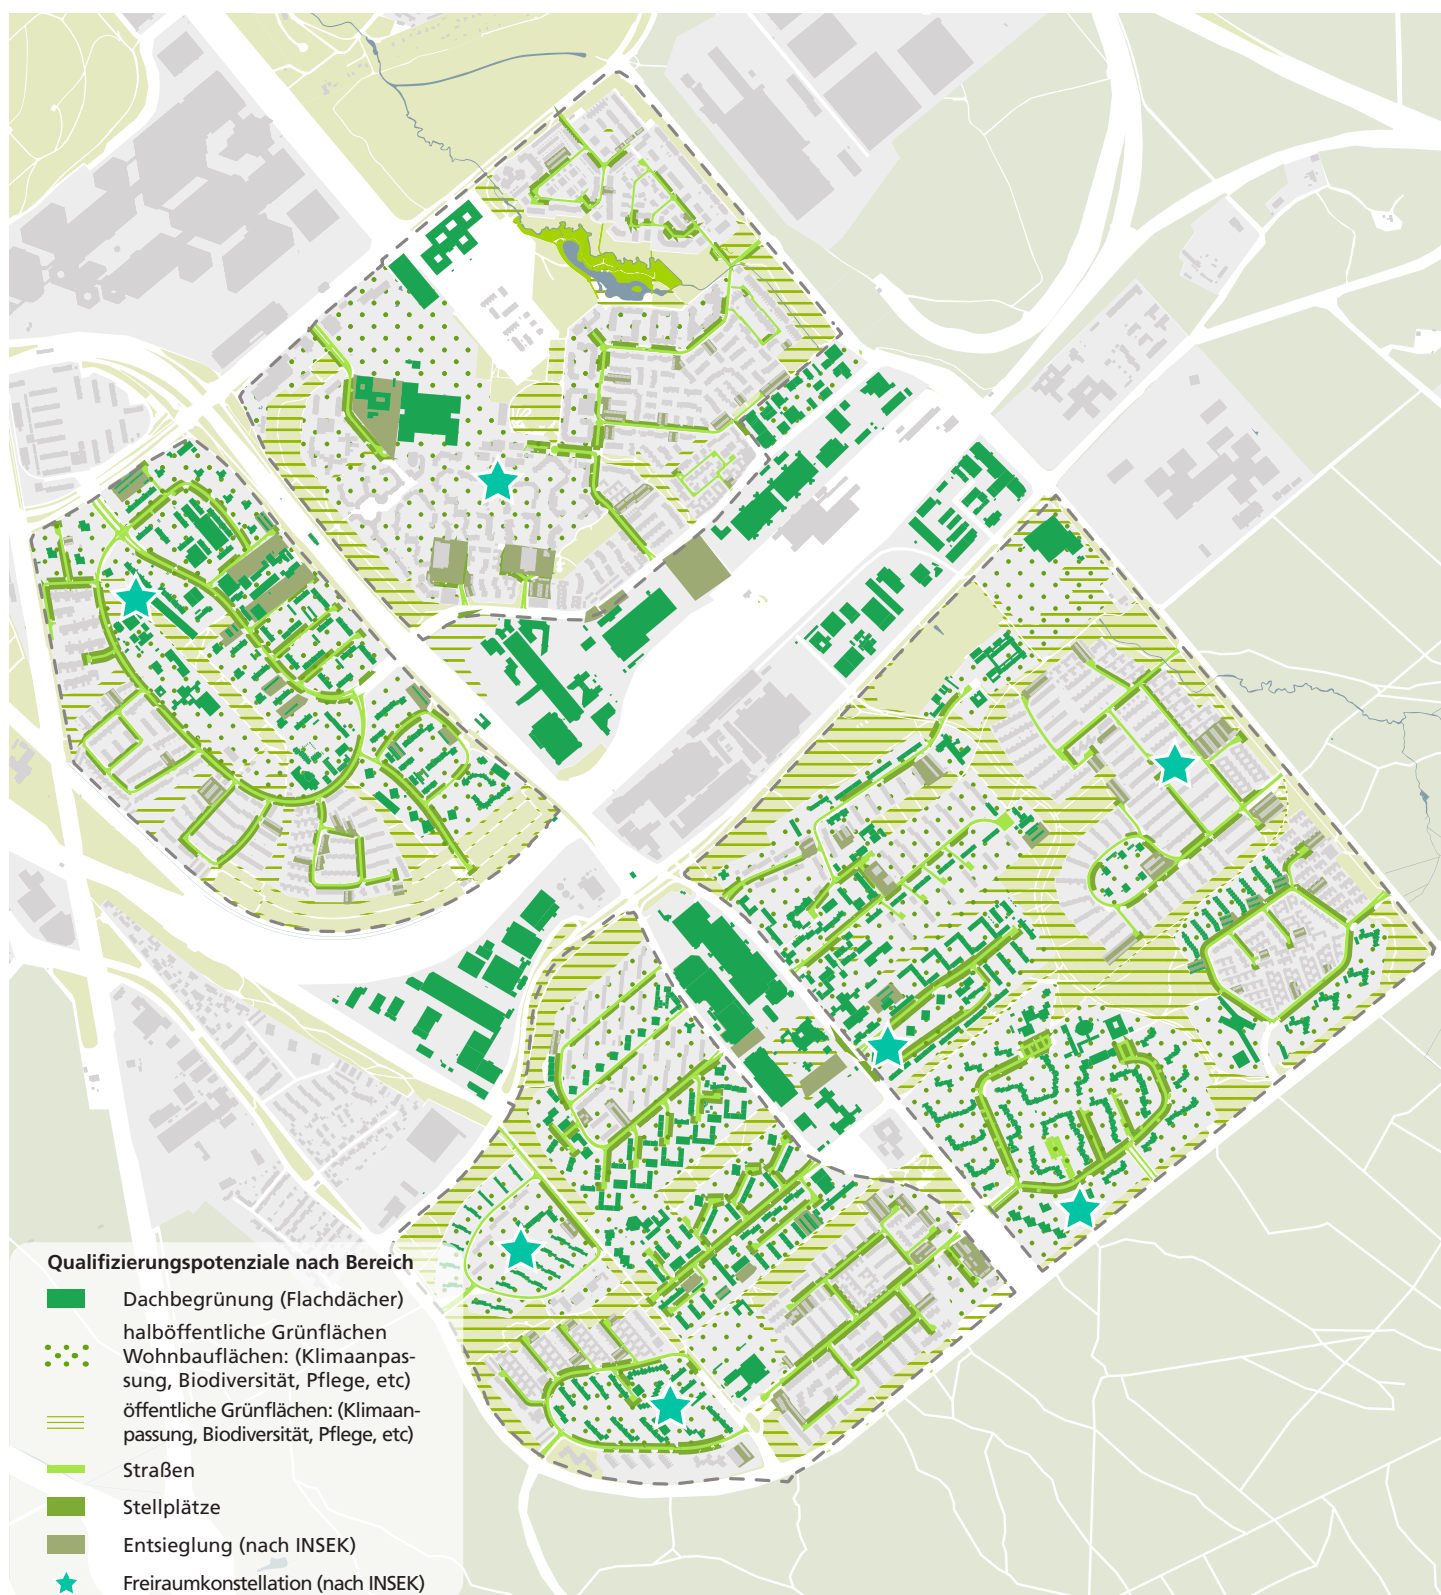 Qualifizierungspotenziale nach Bereich
Dachbegrünung (Flachdächer)
halböffentliche Grünflächen
Wohnbauflächen: (Klimaanpas-
sung, Biodiversität, Pflege, etc)
öffentliche Grünflächen: (Klimaan-
passung, Biodiversität, Pflege, etc)
Straßen
Stellplätze
Entsieglung (nach INSEK)
Freiraumkonstellation (nach INSEK)